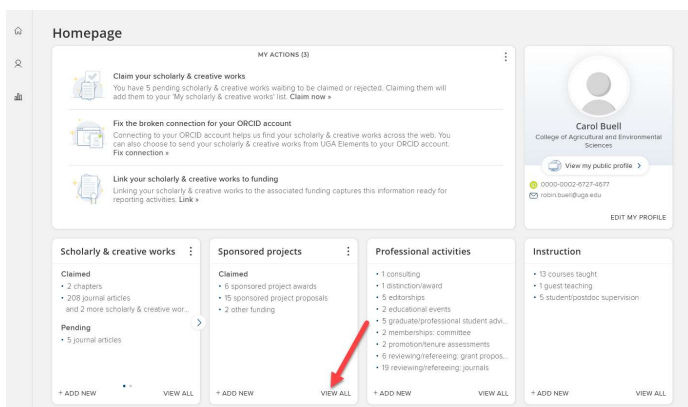 Homepage
MY ACTIONS (3)
Claim your scholarly & creative works
You have 5 pending scholarly & creative works waiting to be claimed or rejected. Claiming them will
add them to your 'My scholarly & creative works' list. Claim now »
Fix the broken connection for your ORCID account
Connecting to your ORCID account helps us find your scholarly & creative works across the web. You
can also choose to send your scholarly & creative works from UGA Elements to your ORCID account.
Fix connection »
Link your scholarly & creative works to funding
Linking your scholarly & creative works to the associated funding captures this information ready for
reporting activities. Link »
Carol Buell
College of Agricultural and Environmental
Sciences
View my public profile >
0000-0002-6727-4677
robin.buell@uga.edu
EDIT MY PROFILE
Scholarly & creative works
Claimed
• 2 chapters
• 208 journal articles
and 2 more scholarly & creative wor...
Pending
• 5 journal articles
+ ADD NEW VIEW ALL
Sponsored projects
Claimed
• 6 sponsored project awards
• 15 sponsored project proposals
• 2 other funding
+ ADD NEW VIEW ALL
Professional activities
• 1 consulting
• 1 distinction/award
• 5 editorships
• 2 educational events
• 5 graduate/professional student advi...
• 2 memberships: committee
• 2 promotion/tenure assessments
• 6 reviewing/refereeing: grant propos...
• 19 reviewing/refereeing: journals
+ ADD NEW VIEW ALL
Instruction
• 13 courses taught
• 1 guest teaching
• 5 student/postdoc supervision
+ ADD NEW VIEW ALL